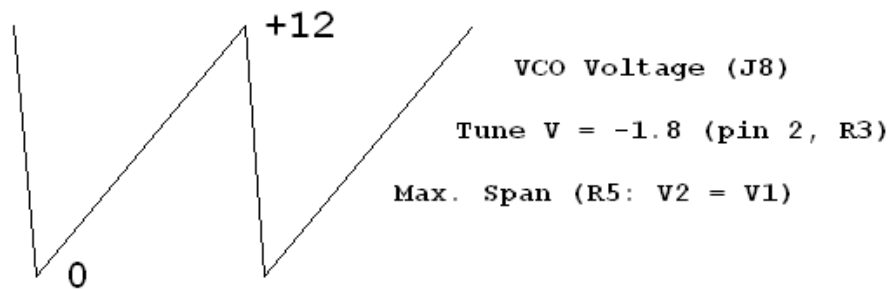 +12
VCO Voltage (J8)
Tune V = -1.8 (pin 2, R3)
Max. Span (R5: V2 = V1)
0